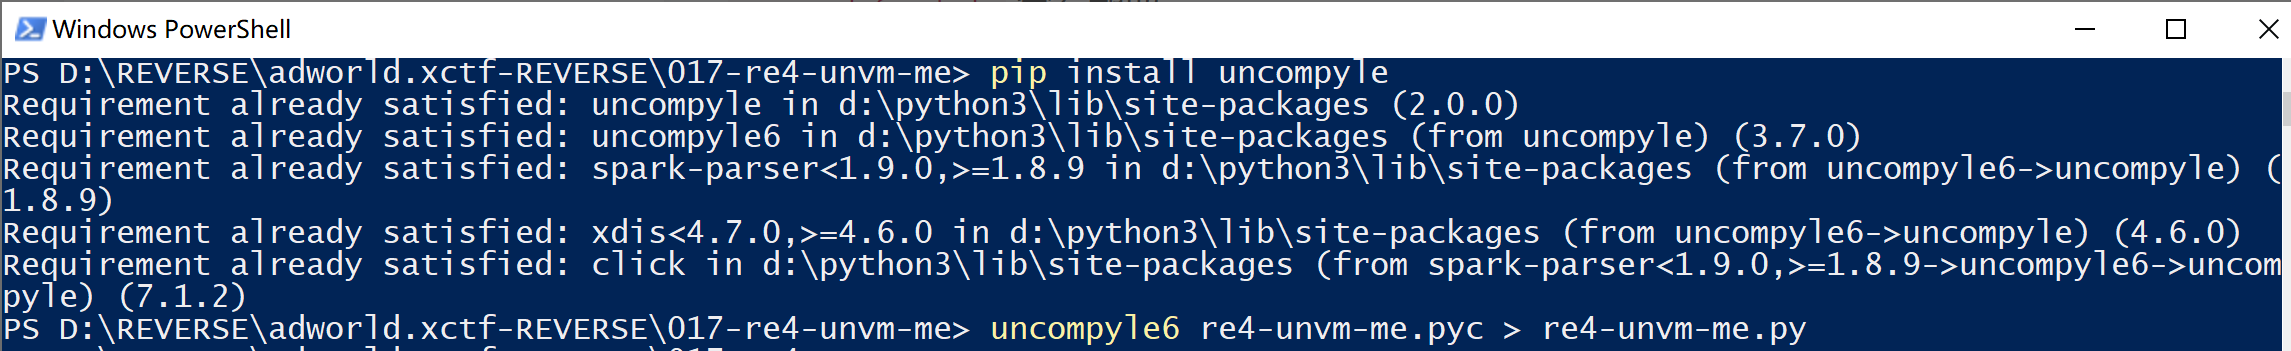 Windows PowerShell
PS D:\REVERSE\adworld.xctf-REVERSE\017-re4-unvm-me> pip install uncompyle
Requirement already satisfied: uncompyle in d:\python3\lib\site-packages (2.0.0)
Requirement already satisfied: uncompyle6 in d:\python3\lib\site-packages (from uncompyle) (3.7.0)
Requirement already satisfied: spark-parser<1.9.0,>=1.8.9 in d:\python3\lib\site-packages (from uncompyle6->uncompyle) (
1.8.9)
Requirement already satisfied: xdis<4.7.0,>=4.6.0 in d:\python3\lib\site-packages (from uncompyle6->uncompyle) (4.6.0)
Requirement already satisfied: click in d:\python3\lib\site-packages (from spark-parser<1.9.0,>=1.8.9->uncompyle6->uncom
pyle) (7.1.2)
PS D:\REVERSE\adworld.xctf-REVERSE\017-re4-unvm-me> uncompyle6 re4-unvm-me.pyc > re4-unvm-me.py